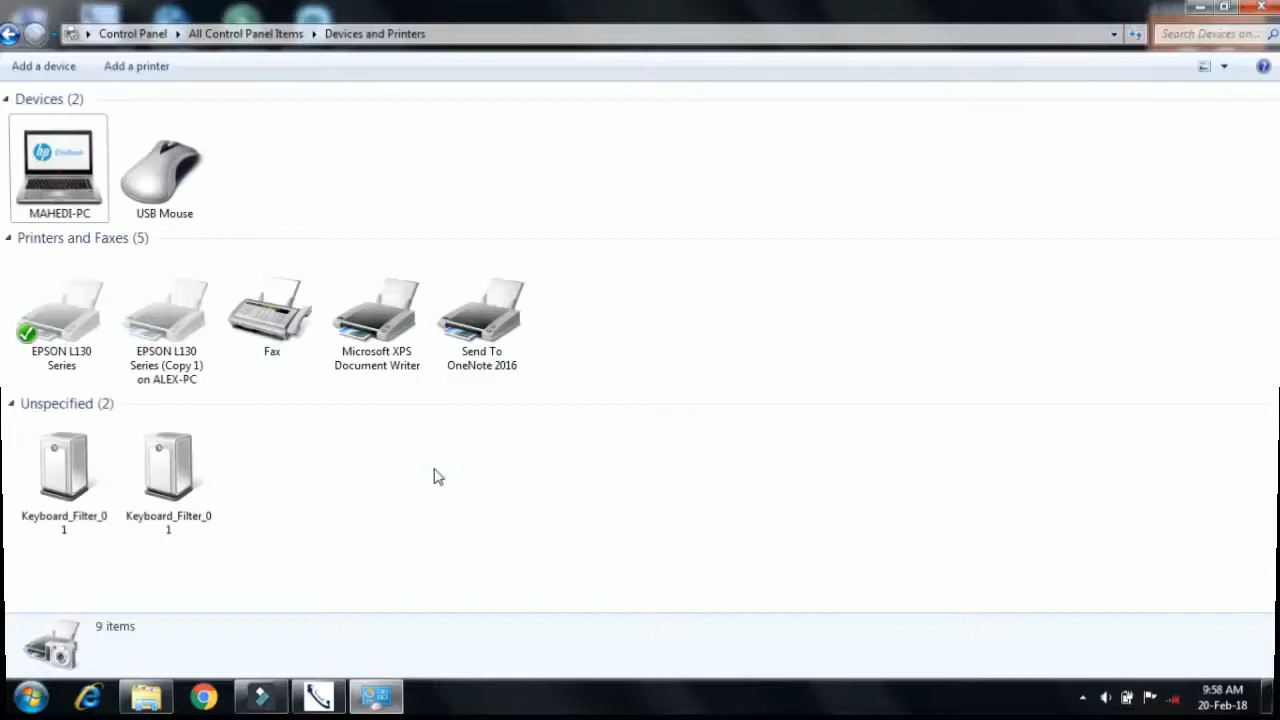 Control Panel
All Control Panel Items
Devices and Printers
Search Devices an...
Add a device
Add a printer
Devices (2)
hp
MAHEDI-PC
USB Mouse
Printers and Faxes (5)
EPSON L130
Series
EPSON L130
Series (Copy 1)
on ALEX-PC
Fax
Microsoft XPS
Document Writer
Send To
OneNote 2016
Unspecified (2)
Keyboard_Filter_0
1
Keyboard_Filter_0
1
9 items
9:58 AM
20-Feb-18